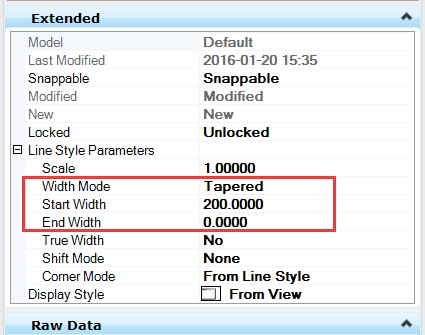 Extended
Model Default
Last Modified 2016-01-20 15:35
Snappable Snappable
Modified Modified
New New
Locked Unlocked
Line Style Parameters
Scale 1.00000
Width Mode Tapered
Start Width 200.0000
End Width 0.0000
True Width No
Shift Mode None
Corner Mode From Line Style
Display Style From View
Raw Data